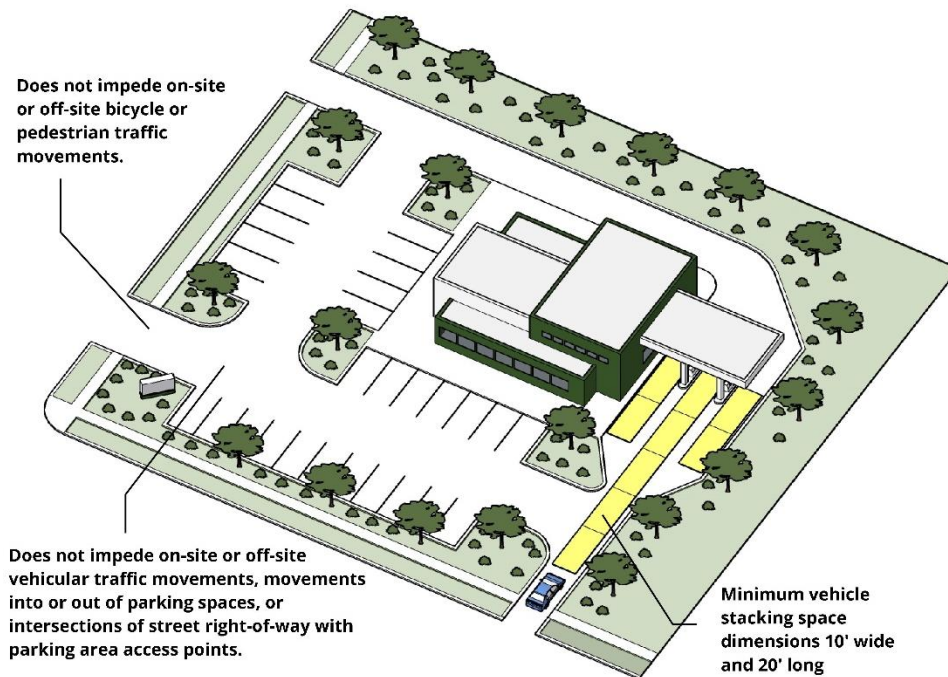 Does not impede on-site
or off-site bicycle or
pedestrian traffic
movements.
Does not impede on-site or off-site
vehicular traffic movements, movements
into or out of parking spaces, or
intersections of street right-of-way with
parking area access points.
Minimum vehicle
stacking space
dimensions 10' wide
and 20' long